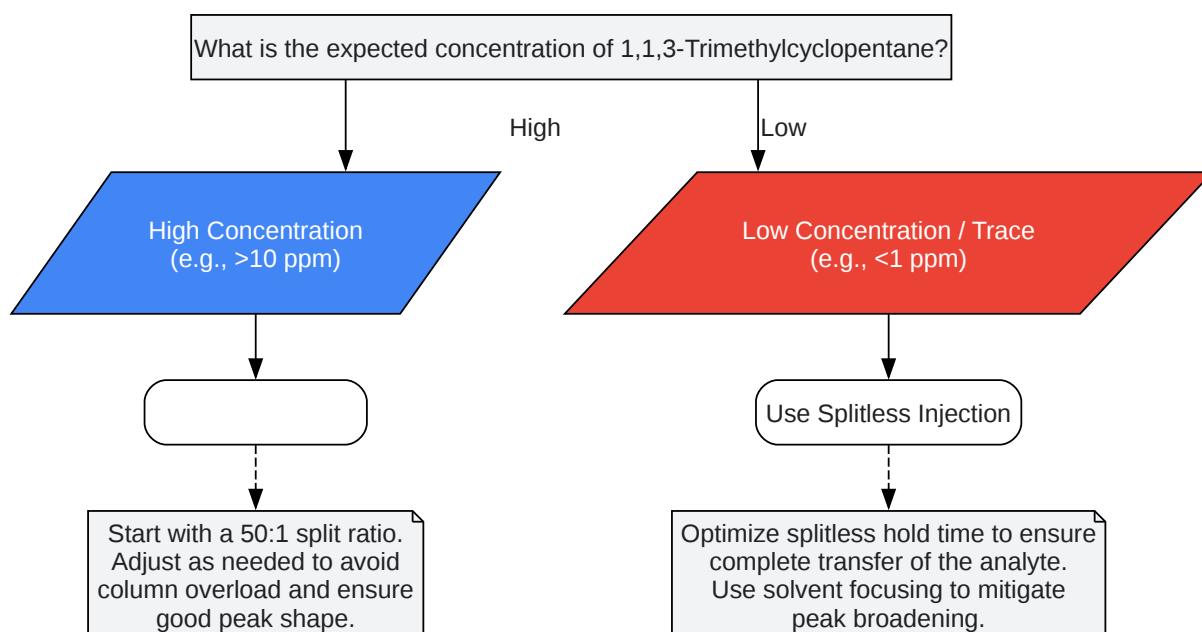 What is the expected concentration of 1,1,3-Trimethylcyclopentane?
High
Low
High Concentration
(e.g., >10 ppm)
Low Concentration / Trace
(e.g., <1 ppm)
Use Splitless Injection
Start with a 50:1 split ratio.
Adjust as needed to avoid
column overload and ensure
good peak shape.
Optimize splitless hold time to ensure
complete transfer of the analyte.
Use solvent focusing to mitigate
peak broadening.